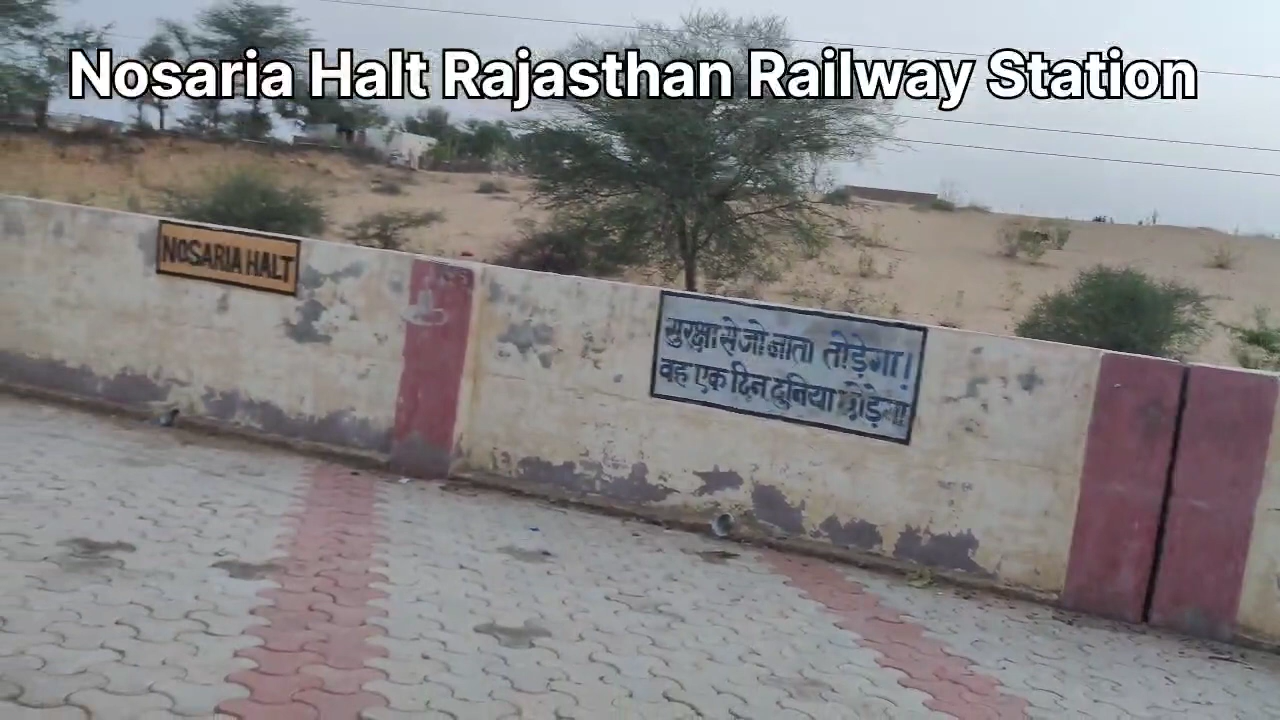 Nosaria Halt Rajasthan Railway Station
NOSARIA HALT
सुरक्षा से जो नाता तोड़ेगा।
वह एक दिन दुनिया छोड़ेगा